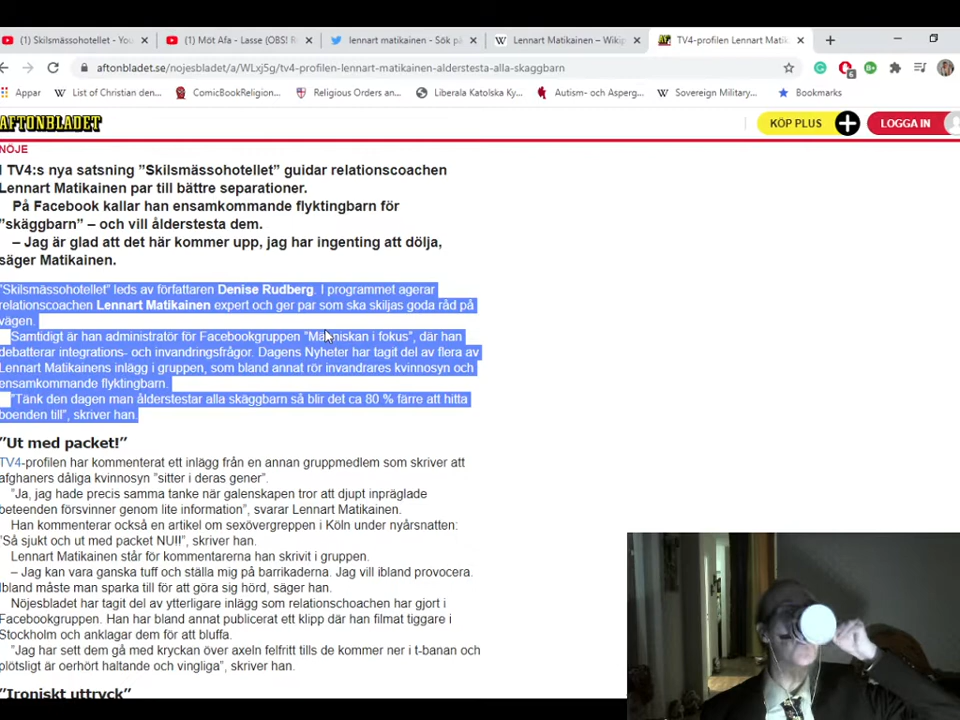 (1) Skilsmässohotellet - You
(1) Möt Afa - Lasse (OBS! R
lennart matikainen - Sök p
Lennart Matikainen – Wikip
TV4-profilen Lennart Matik
aftonbladet.se/nojesbladet/a/WLxj5g/tv4-profilen-lennart-matikainen-alderstesta-alla-skaggbarn
6
Appar
List of Christian den...
ComicBookReligion...
Religious Orders an...
Liberala Katolska Ky...
Autism- och Asperg...
Sovereign Military...
Bookmarks
AFTONBLADET
KÖP PLUS
LOGGA IN
NÖJE
I TV4:s nya satsning ”Skilsmässohotellet” guidar relationscoachen
Lennart Matikainen par till bättre separationer.
På Facebook kallar han ensamkommande flyktingbarn för
”skäggbarn” – och vill ålderstesta dem.
– Jag är glad att det här kommer upp, jag har ingenting att dölja,
säger Matikainen.
”Skilsmässohotellet” leds av författaren Denise Rudberg. I programmet agerar
relationscoachen Lennart Matikainen expert och ger par som ska skiljas goda råd på
vägen.
Samtidigt är han administratör för Facebookgruppen ”Människan i fokus”, där han
debatterar integrations- och invandringsfrågor. Dagens Nyheter har tagit del av flera av
Lennart Matikainens inlägg i gruppen, som bland annat rör invandrares kvinnosyn och
ensamkommande flyktingbarn.
”Tänk den dagen man ålderstestar alla skäggbarn så blir det ca 80 % färre att hitta
boenden till”, skriver han.
”Ut med packet!”
TV4-profilen har kommenterat ett inlägg från en annan gruppmedlem som skriver att
afghaners dåliga kvinnosyn ”sitter i deras gener”.
”Ja, jag hade precis samma tanke när galenskapen tror att djupt inpräglade
beteenden försvinner genom lite information”, svarar Lennart Matikainen.
Han kommenterar också en artikel om sexövergreppen i Köln under nyårsnatten:
”Så sjukt och ut med packet NU!!”, skriver han.
Lennart Matikainen står för kommentarerna han skrivit i gruppen.
– Jag kan vara ganska tuff och ställa mig på barrikaderna. Jag vill ibland provocera.
Ibland måste man sparka till för att göra sig hörd, säger han.
Nöjesbladet har tagit del av ytterligare inlägg som relationschoachen har gjort i
Facebookgruppen. Han har bland annat publicerat ett klipp där han filmat tiggare i
Stockholm och anklagar dem för att bluffa.
”Jag har sett dem gå med kryckan över axeln felfritt tills de kommer ner i t-banan och
plötsligt är oerhört haltande och vingliga”, skriver han.
”Ironiskt uttryck”